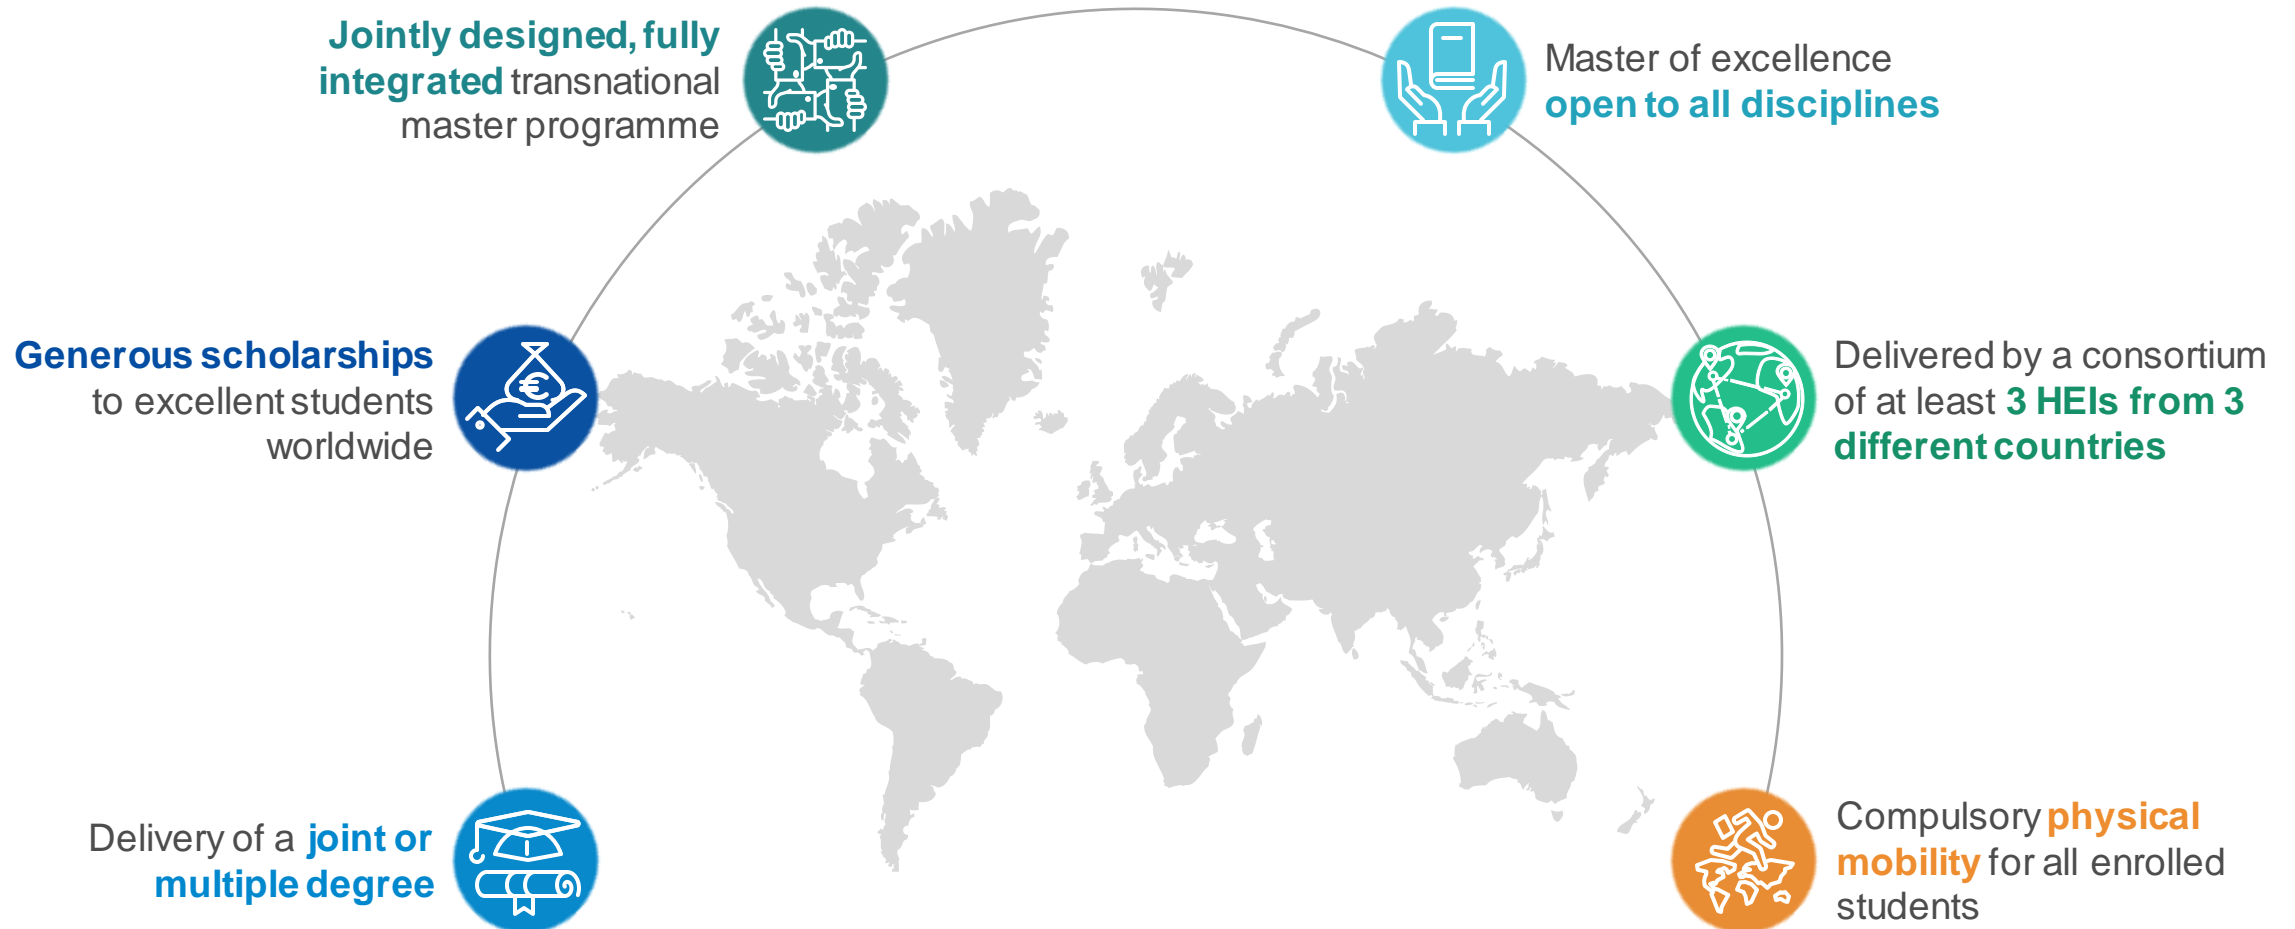 Jointly designed, fully
integrated transnational
master programme
Master of excellence
open to all disciplines
Generous scholarships
to excellent students
worldwide
€
Delivered by a consortium
of at least 3 HEIs from 3
different countries
Delivery of a joint or
multiple degree
Compulsory physical
mobility for all enrolled
students